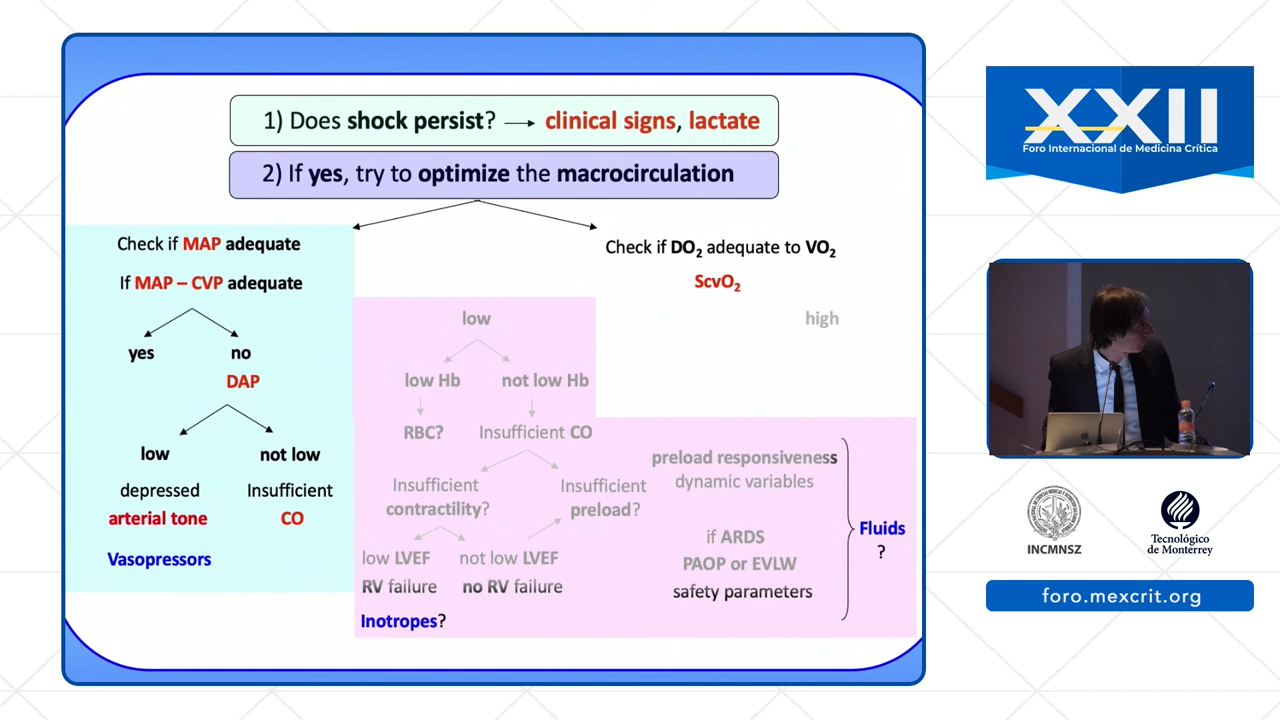 1) Does shock persist? → clinical signs, lactate
2) If yes, try to optimize the macrocirculation
Check if MAP adequate
If MAP – CVP adequate
yes
no
DAP
low
not low
depressed
arterial tone
Insufficient
CO
Vasopressors
Check if DO₂ adequate to VO₂
ScvO₂
low
high
low Hb
not low Hb
RBC?
Insufficient CO
Insufficient
contractility?
Insufficient
preload?
low LVEF
not low LVEF
RV failure
no RV failure
Inotropes?
preload responsiveness
dynamic variables
if ARDS
PAOP or EVLW
safety parameters
Fluids
?
XXII
Foro Internacional de Medicina Crítica
INCMNSZ
Tecnológico
de Monterrey
foro.mexcrit.org